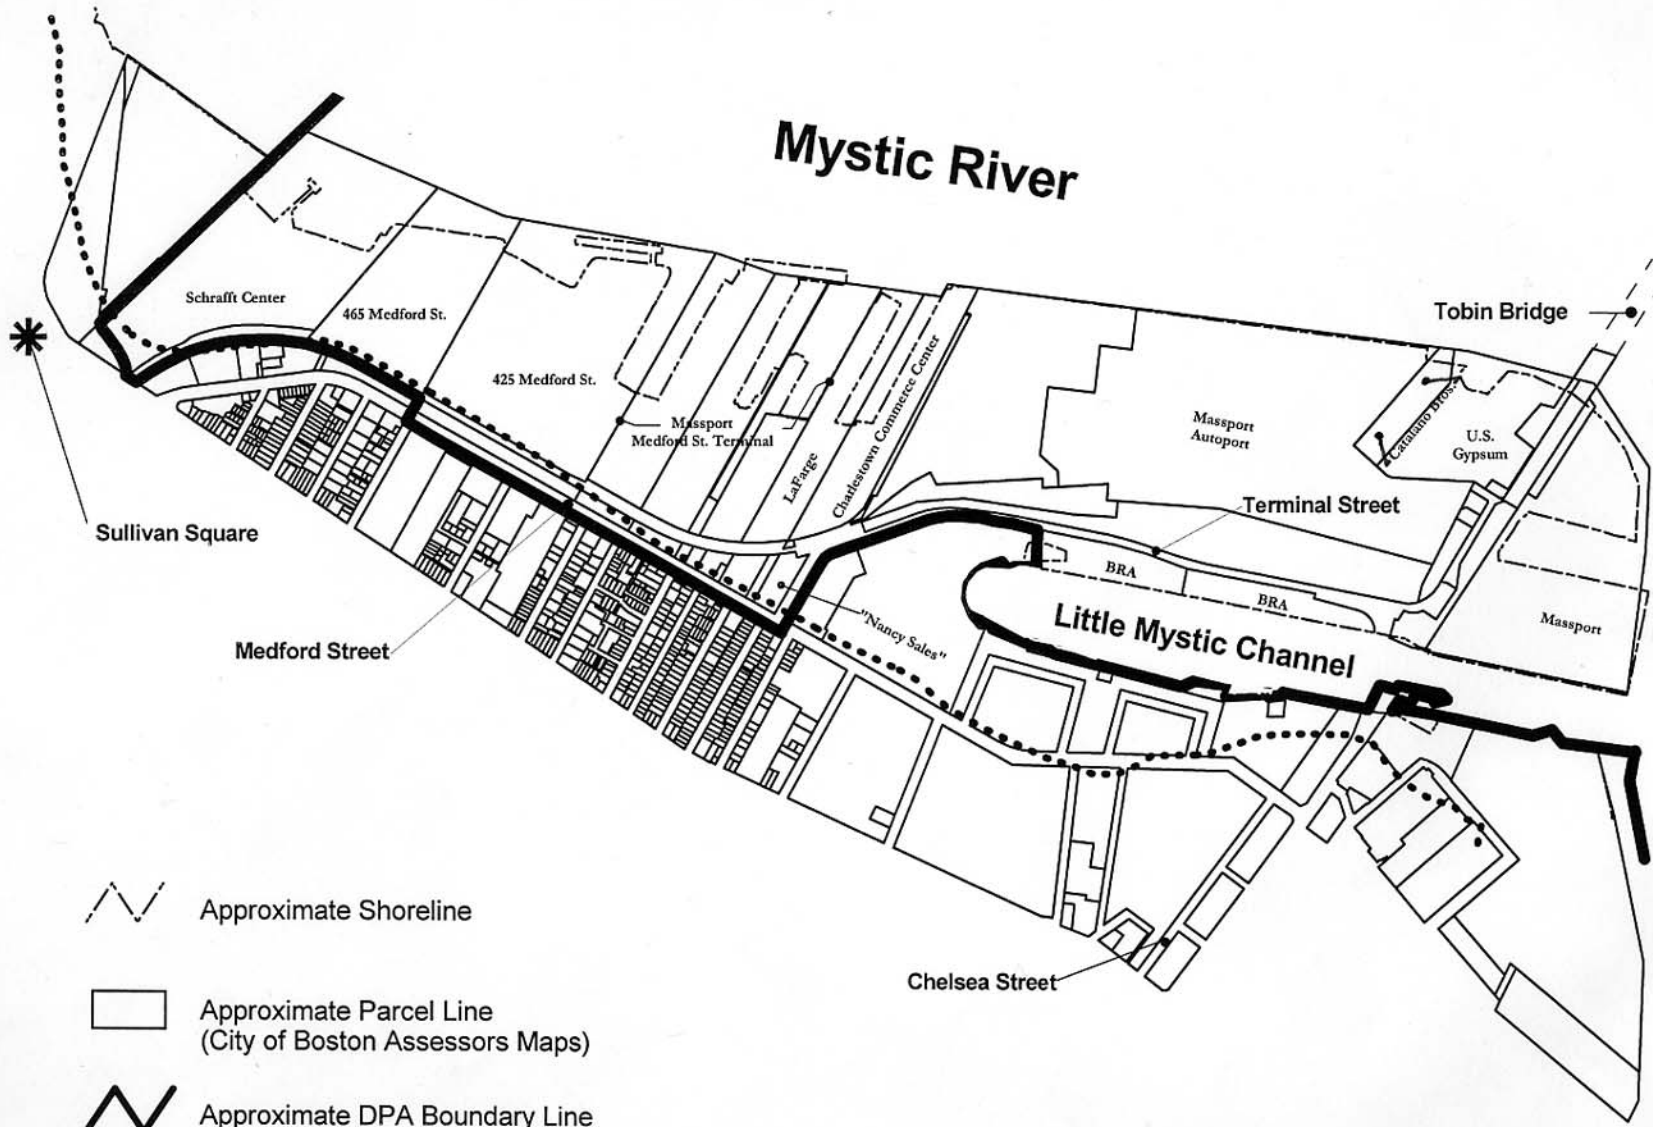 Mystic River
Tobin Bridge
Schrafft Center
465 Medford St.
425 Medford St.
Massport
Medford St. Terminal
LaFarge
Charlestown Commerce Center
Massport
Autoport
Catalano Bros.
U.S.
Gypsum
Terminal Street
Sullivan Square
BRA
BRA
Little Mystic Channel
Massport
"Nancy Sales"
Medford Street
Chelsea Street
Approximate Shoreline
Approximate Parcel Line
(City of Boston Assessors Maps)
Approximate DPA Boundary Line